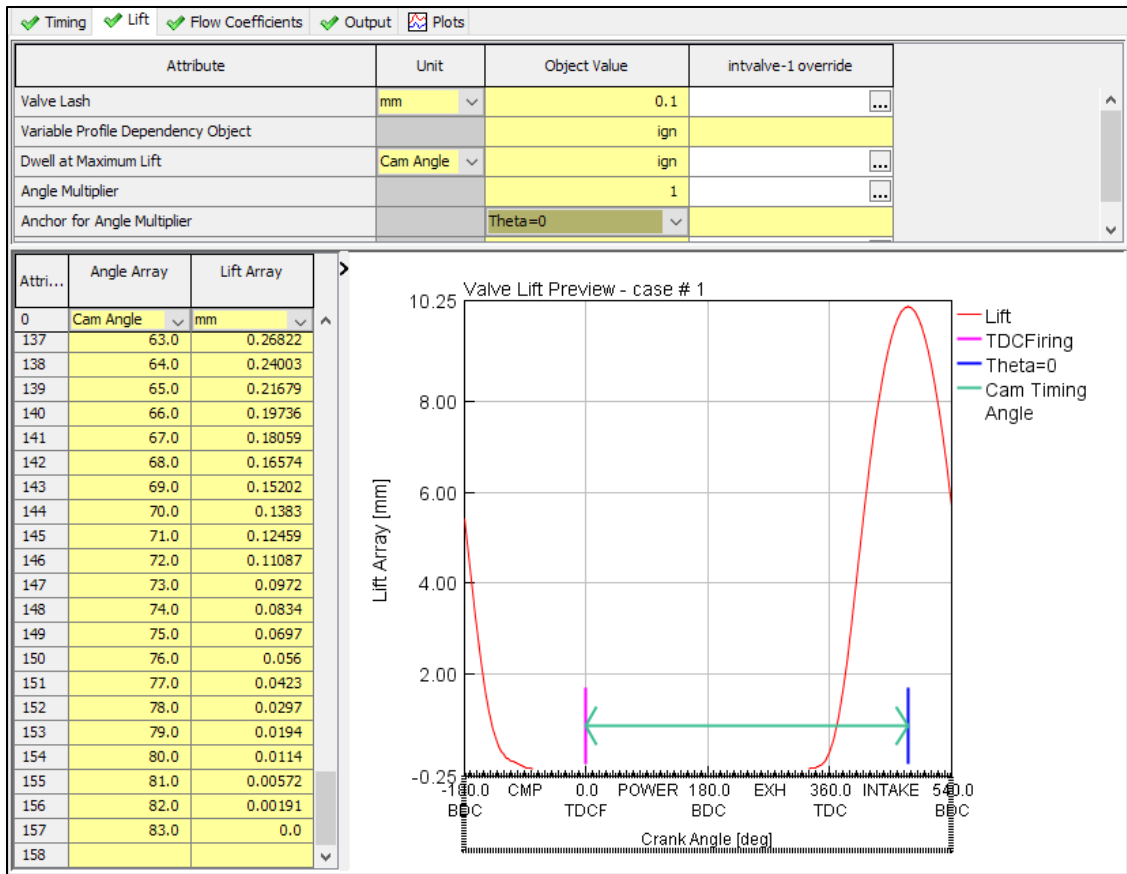 Timing Lift Flow Coefficients Output Plots
Attribute Unit Object Value intvalve-1 override
Valve Lash mm 0.1 ...
Variable Profile Dependency Object ign
Dwell at Maximum Lift Cam Angle ign ...
Angle Multiplier 1 ...
Anchor for Angle Multiplier Theta=0
Attri... Angle Array Lift Array
0 Cam Angle mm
137 63.0 0.26822
138 64.0 0.24003
139 65.0 0.21679
140 66.0 0.19736
141 67.0 0.18059
142 68.0 0.16574
143 69.0 0.15202
144 70.0 0.1383
145 71.0 0.12459
146 72.0 0.11087
147 73.0 0.0972
148 74.0 0.0834
149 75.0 0.0697
150 76.0 0.056
151 77.0 0.0423
152 78.0 0.0297
153 79.0 0.0194
154 80.0 0.0114
155 81.0 0.00572
156 82.0 0.00191
157 83.0 0.0
158
Valve Lift Preview - case # 1
10.25
8.00
6.00
4.00
2.00
-0.25
Lift Array [mm]
Lift
TDCFiring
Theta=0
Cam Timing
Angle
-180.0 CMP 0.0 POWER 180.0 EXH 360.0 INTAKE 540.0
BDC TDCF BDC TDC BDC
Crank Angle [deg]